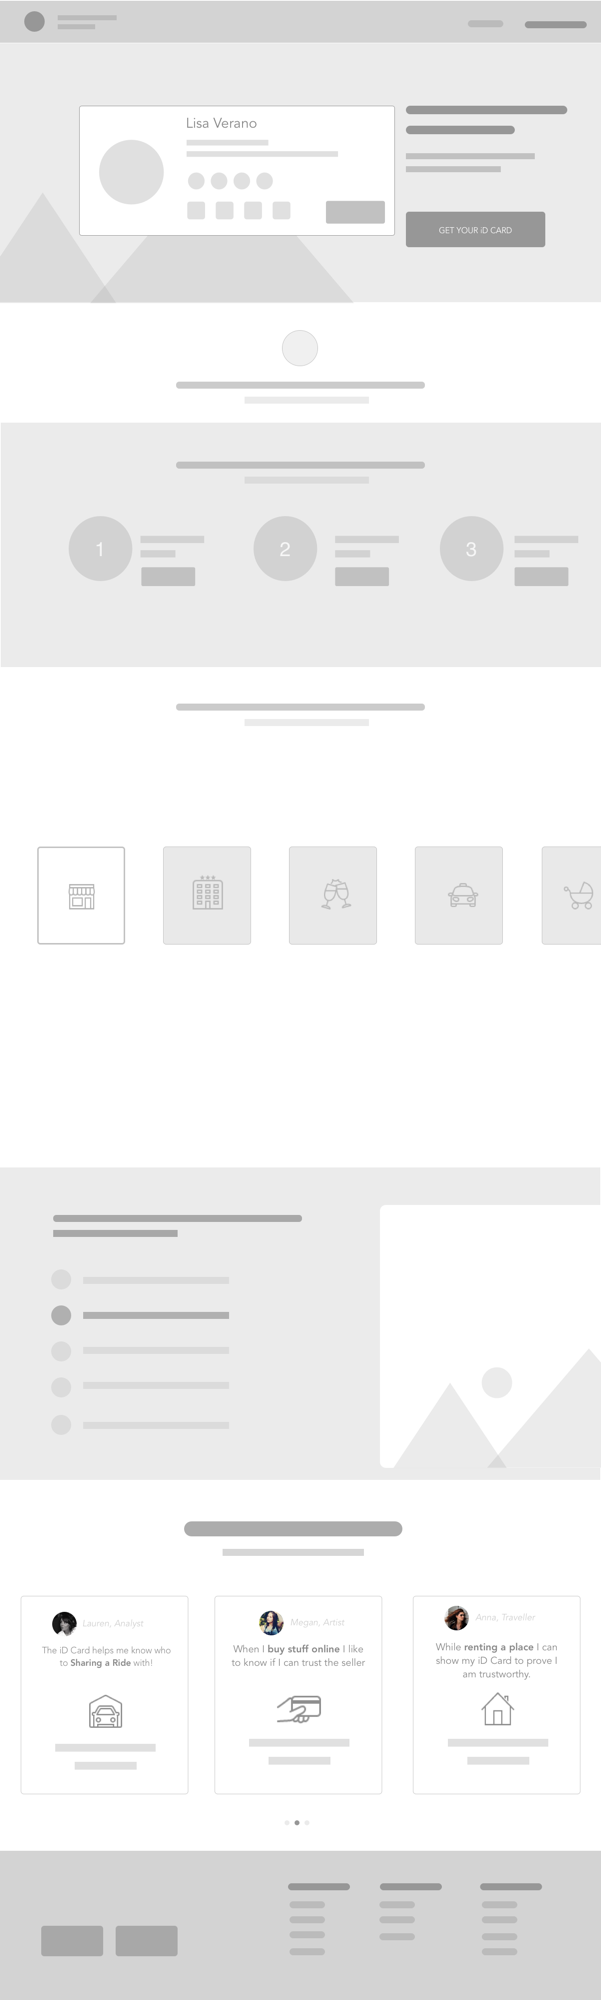 Lisa Verano
GET YOUR iD CARD
1
2
3
Lauren, Analyst
The iD Card helps me know who
to Sharing a Ride with!
Megan, Artist
When I buy stuff online I like
to know if I can trust the seller
Anna, Traveller
While renting a place I can
show my iD Card to prove I
am trustworthy.